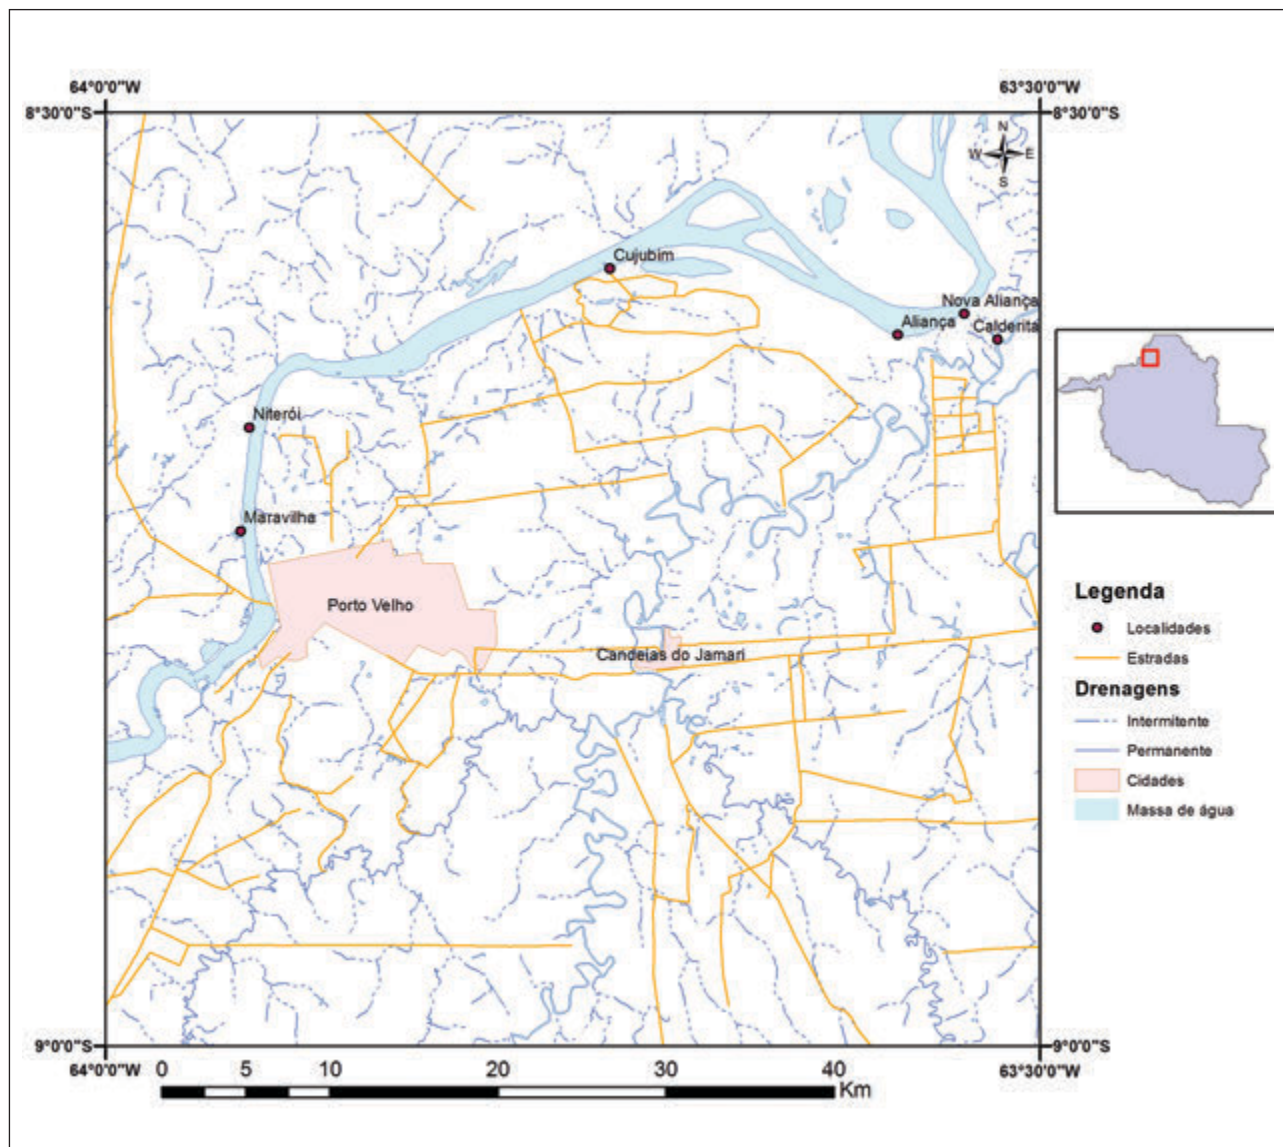 64°0'0"W
63°30'0"W
8°30'0"S
8°30'0"S
N
W E
S
Cujubim
Nova Aliança
Aliança
Calderita
Niterói
Maravilha
Porto Velho
Candeias do Jamari
Legenda
Localidades
Estradas
Drenagens
Intermitente
Permanente
Cidades
Massa de água
9°0'0"S
9°0'0"S
64°0'0"W
63°30'0"W
0 5 10 20 30 40
Km